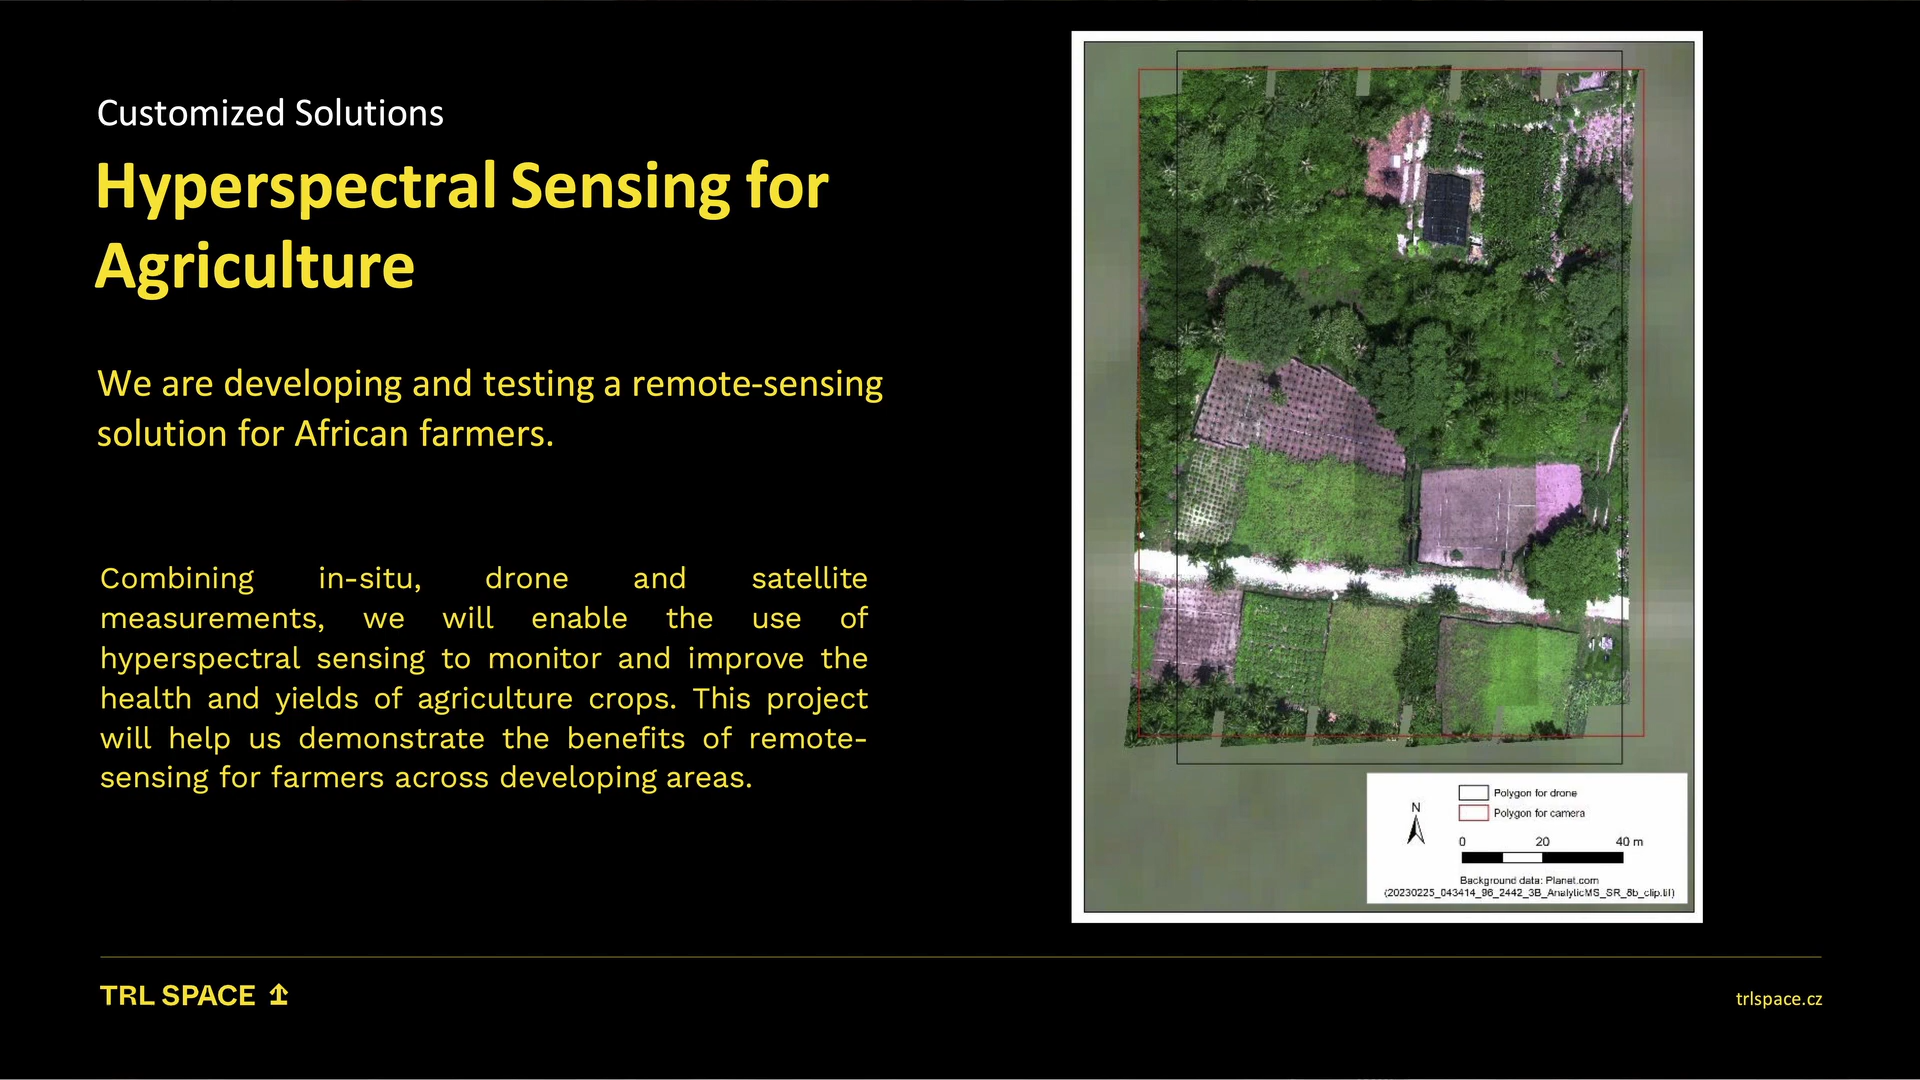 Customized Solutions
Hyperspectral Sensing for
Agriculture
We are developing and testing a remote-sensing
solution for African farmers.
Combining in-situ, drone and satellite
measurements, we will enable the use of
hyperspectral sensing to monitor and improve the
health and yields of agriculture crops. This project
will help us demonstrate the benefits of remote-
sensing for farmers across developing areas.
N
Polygon for drone
Polygon for camera
0 20 40 m
Background data: Planet.com
(20230225_043414_96_2442_3B_AnalyticMS_SR_8b_clip.tif)
TRL SPACE
trlspace.cz